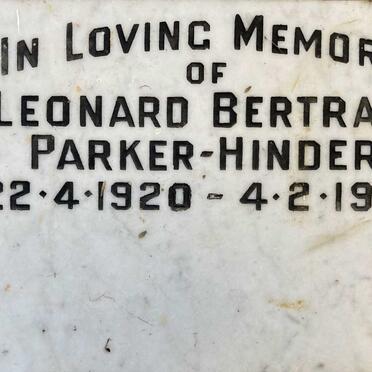 IN LOVING MEMOR
OF
LEONARD BERTRA
PARKER-HINDER
22·4·1920 - 4·2·19